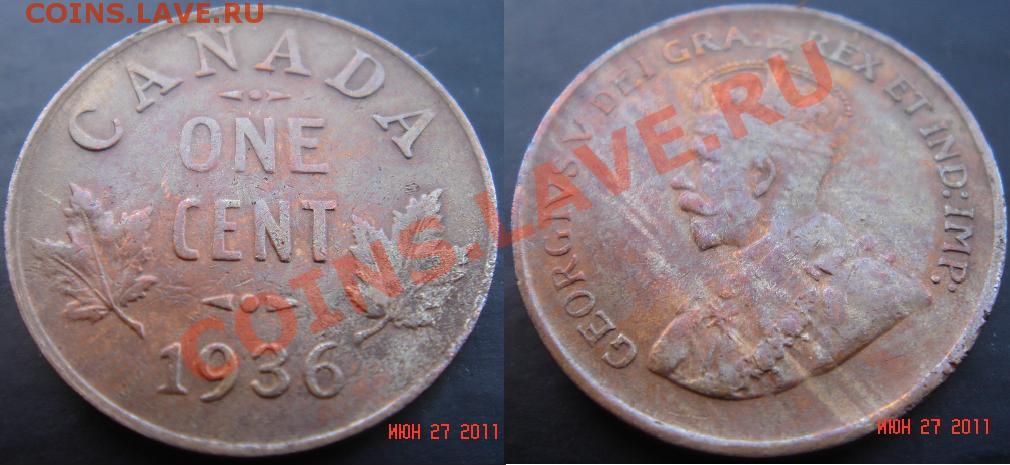 COINS.LAVE.RU
CANADA
ONE
CENT
1936
COINS.LAVE.RU
ИЮН 27 2011
GEORGIVS V DEI GRA: REX ET IND: IMP:
ИЮН 27 2011